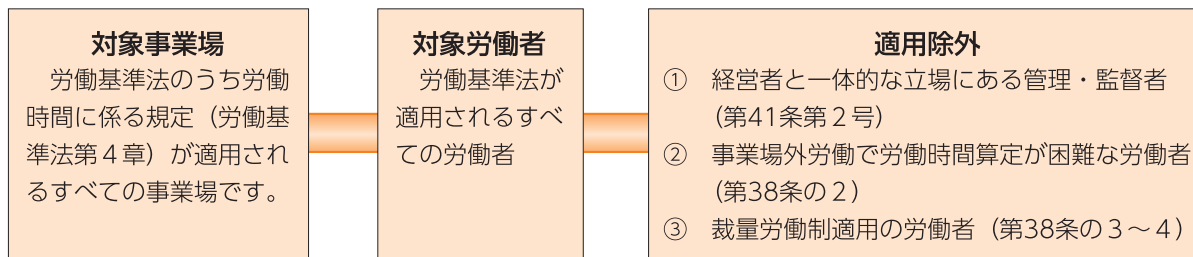 対象事業場
労働基準法のうち労働
時間に係る規定（労働基
準法第４章）が適用され
るすべての事業場です。
対象労働者
労働基準法が
適用されるすべ
ての労働者
適用除外
①　経営者と一体的な立場にある管理・監督者
（第41条第２号）
②　事業場外労働で労働時間算定が困難な労働者
（第38条の２）
③　裁量労働制適用の労働者（第38条の３～４）